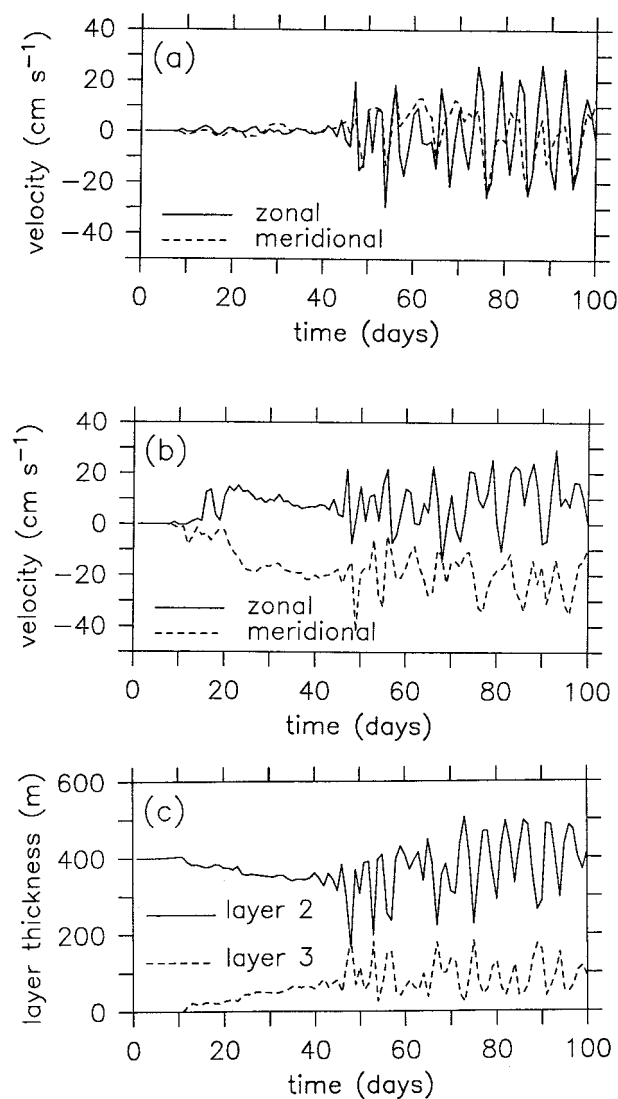 40
20
0
−20
−40
velocity (cm s⁻¹)
(a)
zonal
meridional
0 20 40 60 80 100
time (days)
40
20
0
−20
−40
velocity (cm s⁻¹)
(b)
zonal
meridional
0 20 40 60 80 100
time (days)
600
400
200
0
layer thickness (m)
(c)
layer 2
layer 3
0 20 40 60 80 100
time (days)